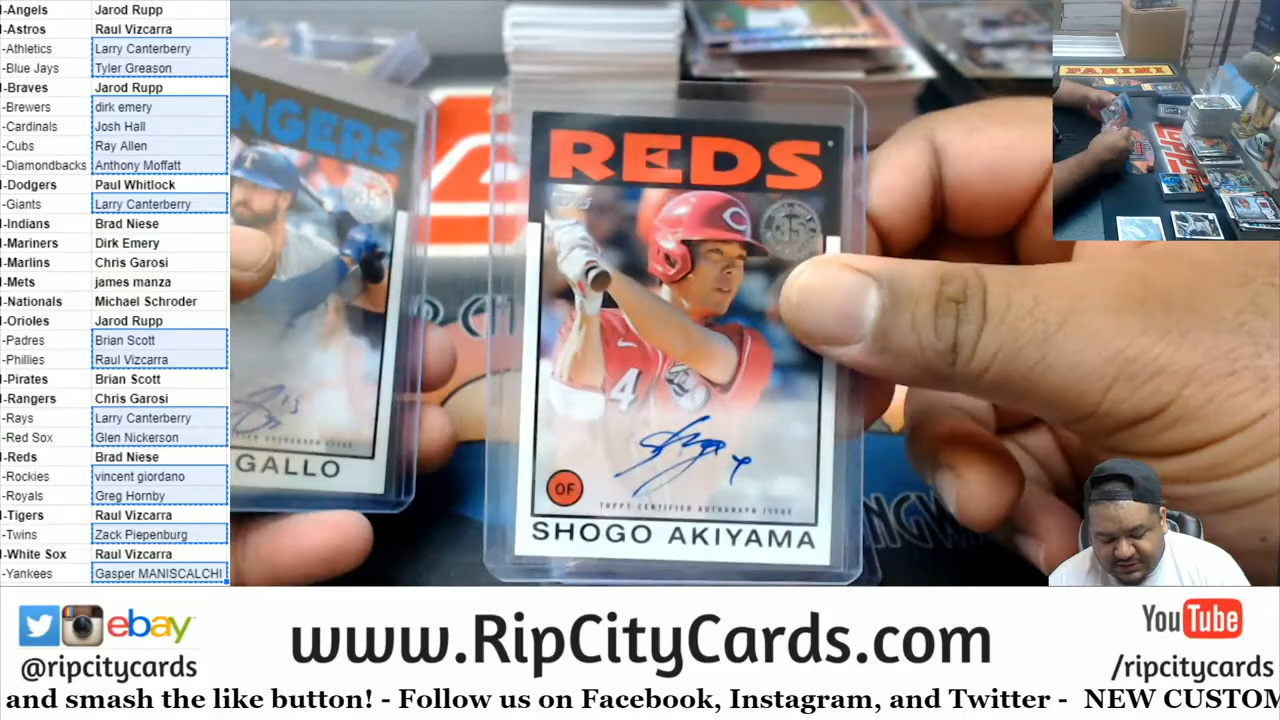 -Angels Jarod Rupp
-Astros Raul Vizcarra
-Athletics Larry Canterberry
-Blue Jays Tyler Greason
-Braves Jarod Rupp
-Brewers dirk emery
-Cardinals Josh Hall
-Cubs Ray Allen
-Diamondbacks Anthony Moffatt
-Dodgers Paul Whitlock
-Giants Larry Canterberry
-Indians Brad Niese
-Mariners Dirk Emery
-Marlins Chris Garosi
-Mets james manza
-Nationals Michael Schroder
-Orioles Jarod Rupp
-Padres Brian Scott
-Phillies Raul Vizcarra
-Pirates Brian Scott
-Rangers Chris Garosi
-Rays Larry Canterberry
-Red Sox Glen Nickerson
-Reds Brad Niese
-Rockies vincent giordano
-Royals Greg Hornby
-Tigers Raul Vizcarra
-Twins Zack Piepenburg
-White Sox Raul Vizcarra
-Yankees Gasper MANISCALCHI
NGERS
T
GALLO
REDS
Topps
35
C
4
OF
TOPPS CERTIFIED AUTOGRAPH ISSUE
SHOGO AKIYAMA
PANINI
ebay
@ripcitycards
www.RipCityCards.com
YouTube
/ripcitycards
and smash the like button! - Follow us on Facebook, Instagram, and Twitter - NEW CUSTOM